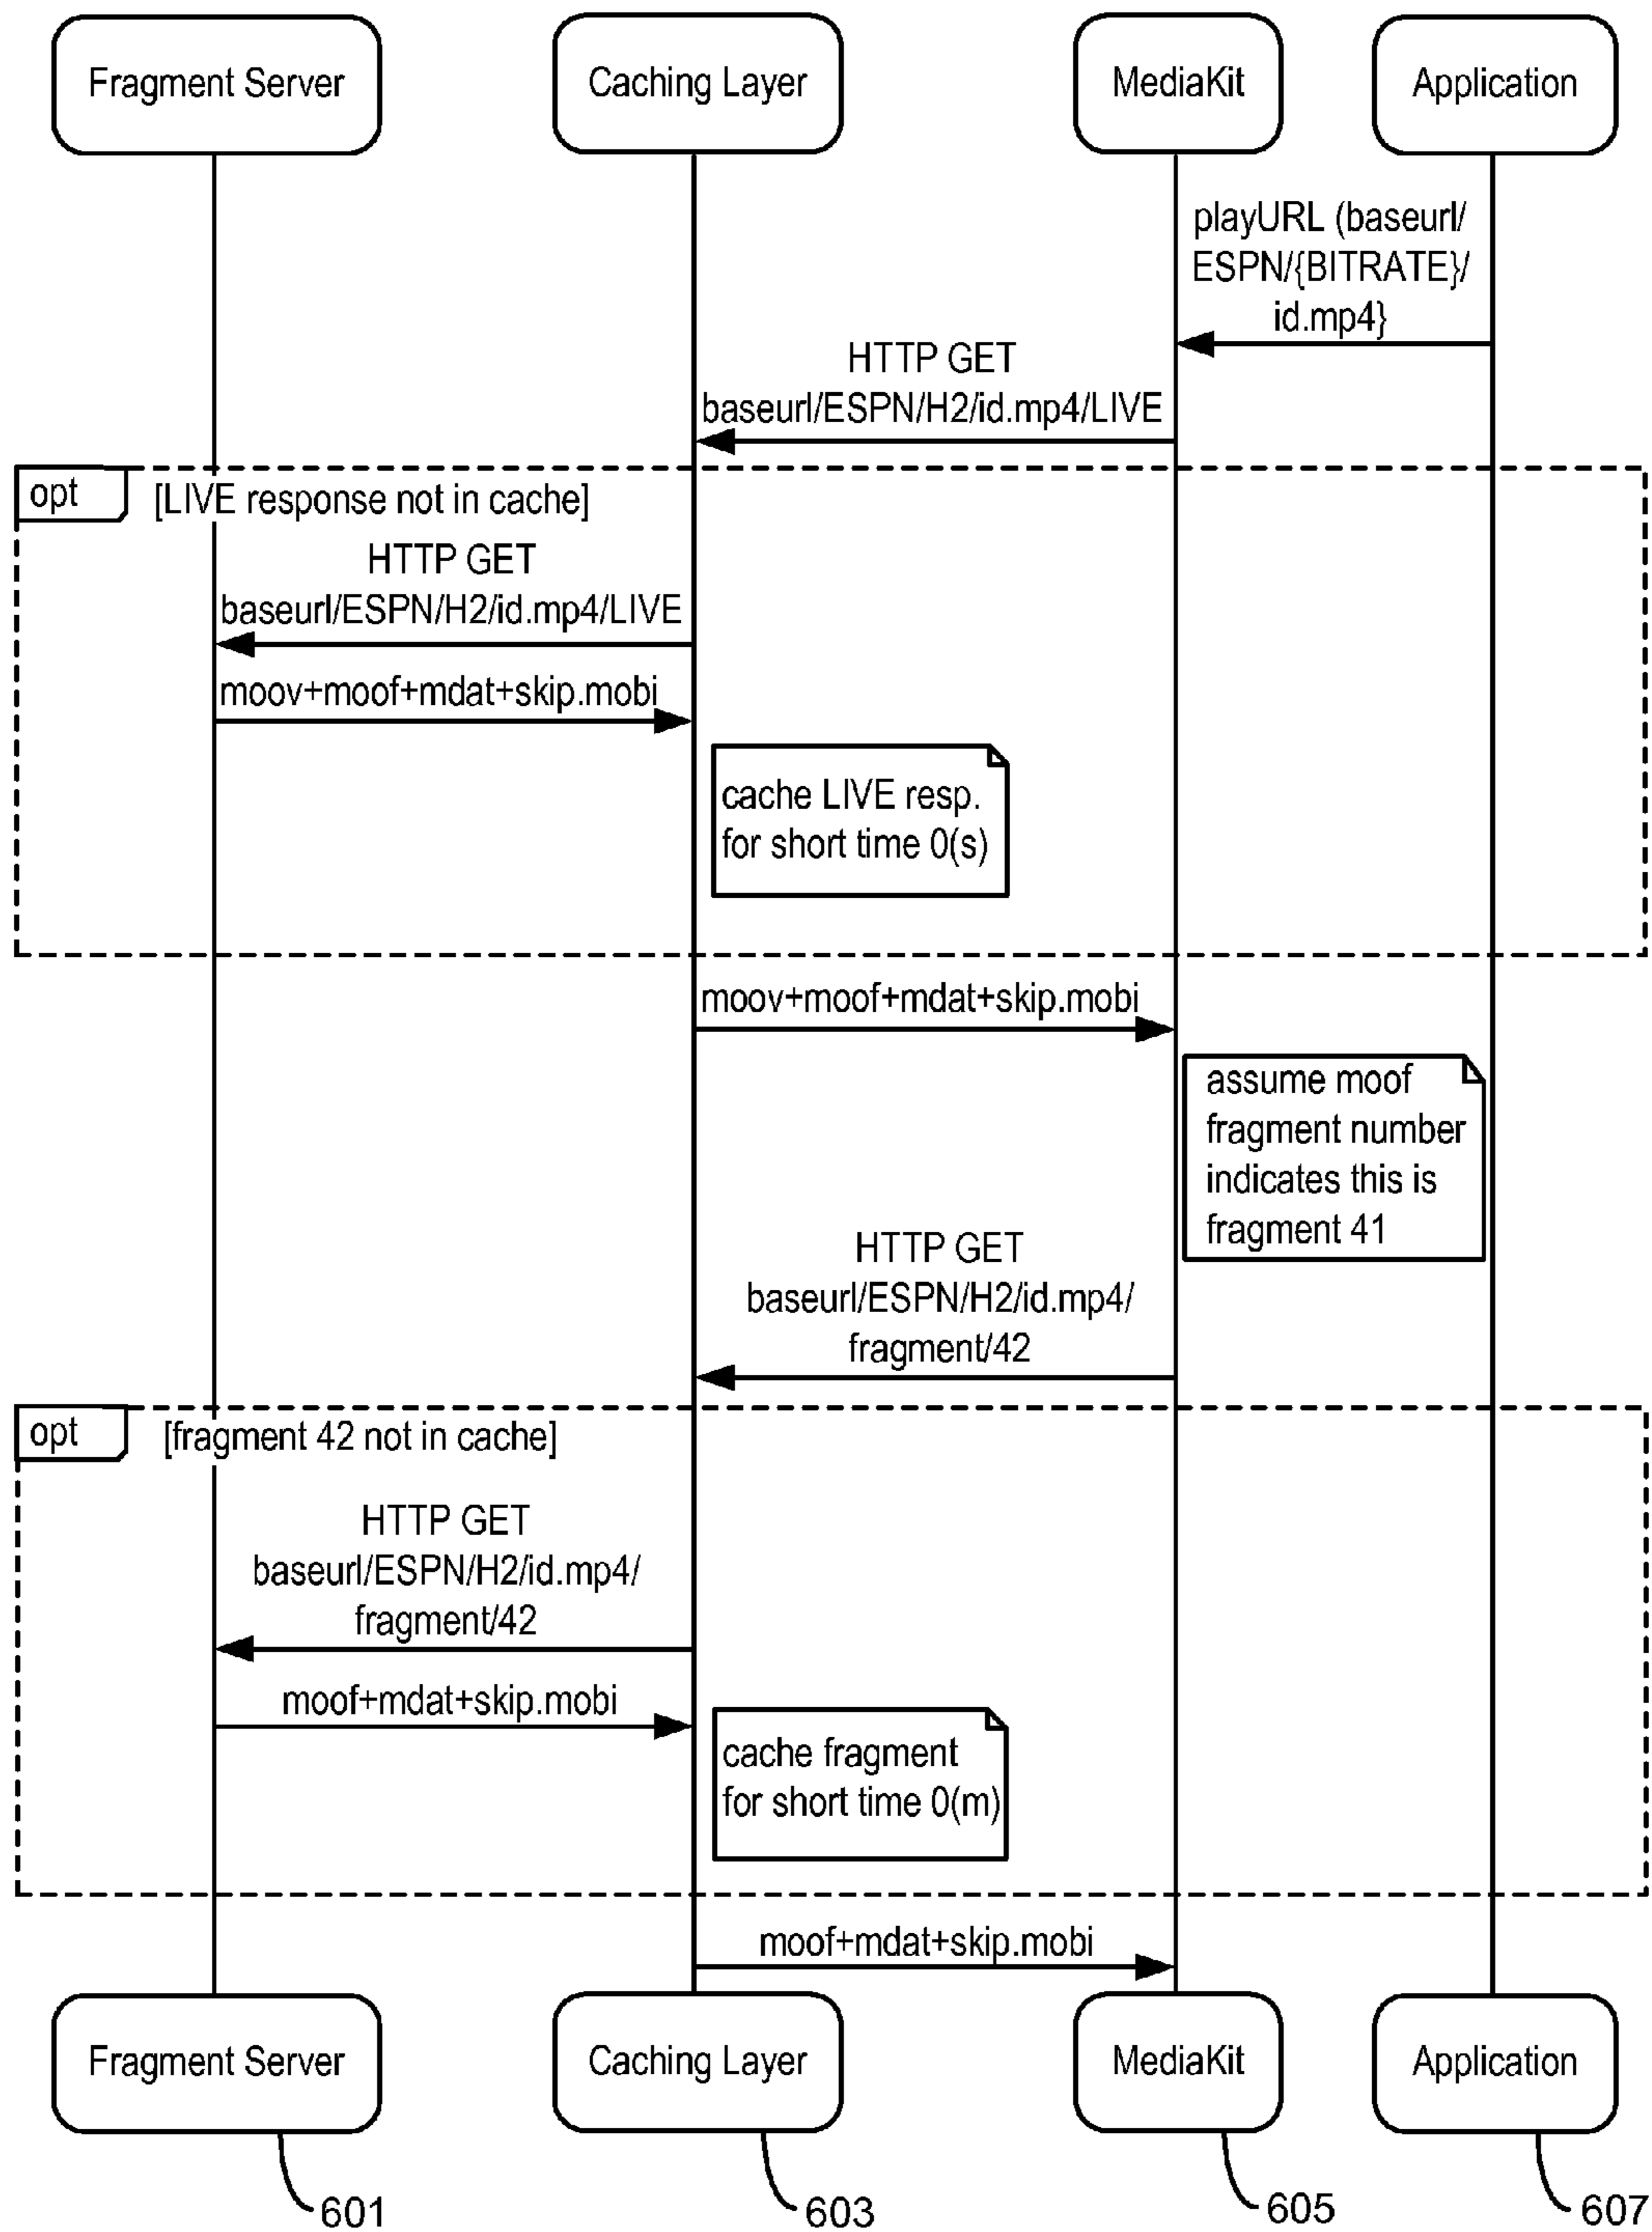 Fragment Server
Caching Layer
MediaKit
Application
playURL (baseurl/
ESPN/{BITRATE}/
id.mp4}
HTTP GET
baseurl/ESPN/H2/id.mp4/LIVE
opt
[LIVE response not in cache]
HTTP GET
baseurl/ESPN/H2/id.mp4/LIVE
moov+moof+mdat+skip.mobi
cache LIVE resp.
for short time 0(s)
moov+moof+mdat+skip.mobi
assume moof
fragment number
indicates this is
fragment 41
HTTP GET
baseurl/ESPN/H2/id.mp4/
fragment/42
opt
[fragment 42 not in cache]
HTTP GET
baseurl/ESPN/H2/id.mp4/
fragment/42
moof+mdat+skip.mobi
cache fragment
for short time 0(m)
moof+mdat+skip.mobi
Fragment Server
Caching Layer
MediaKit
Application
601
603
605
607